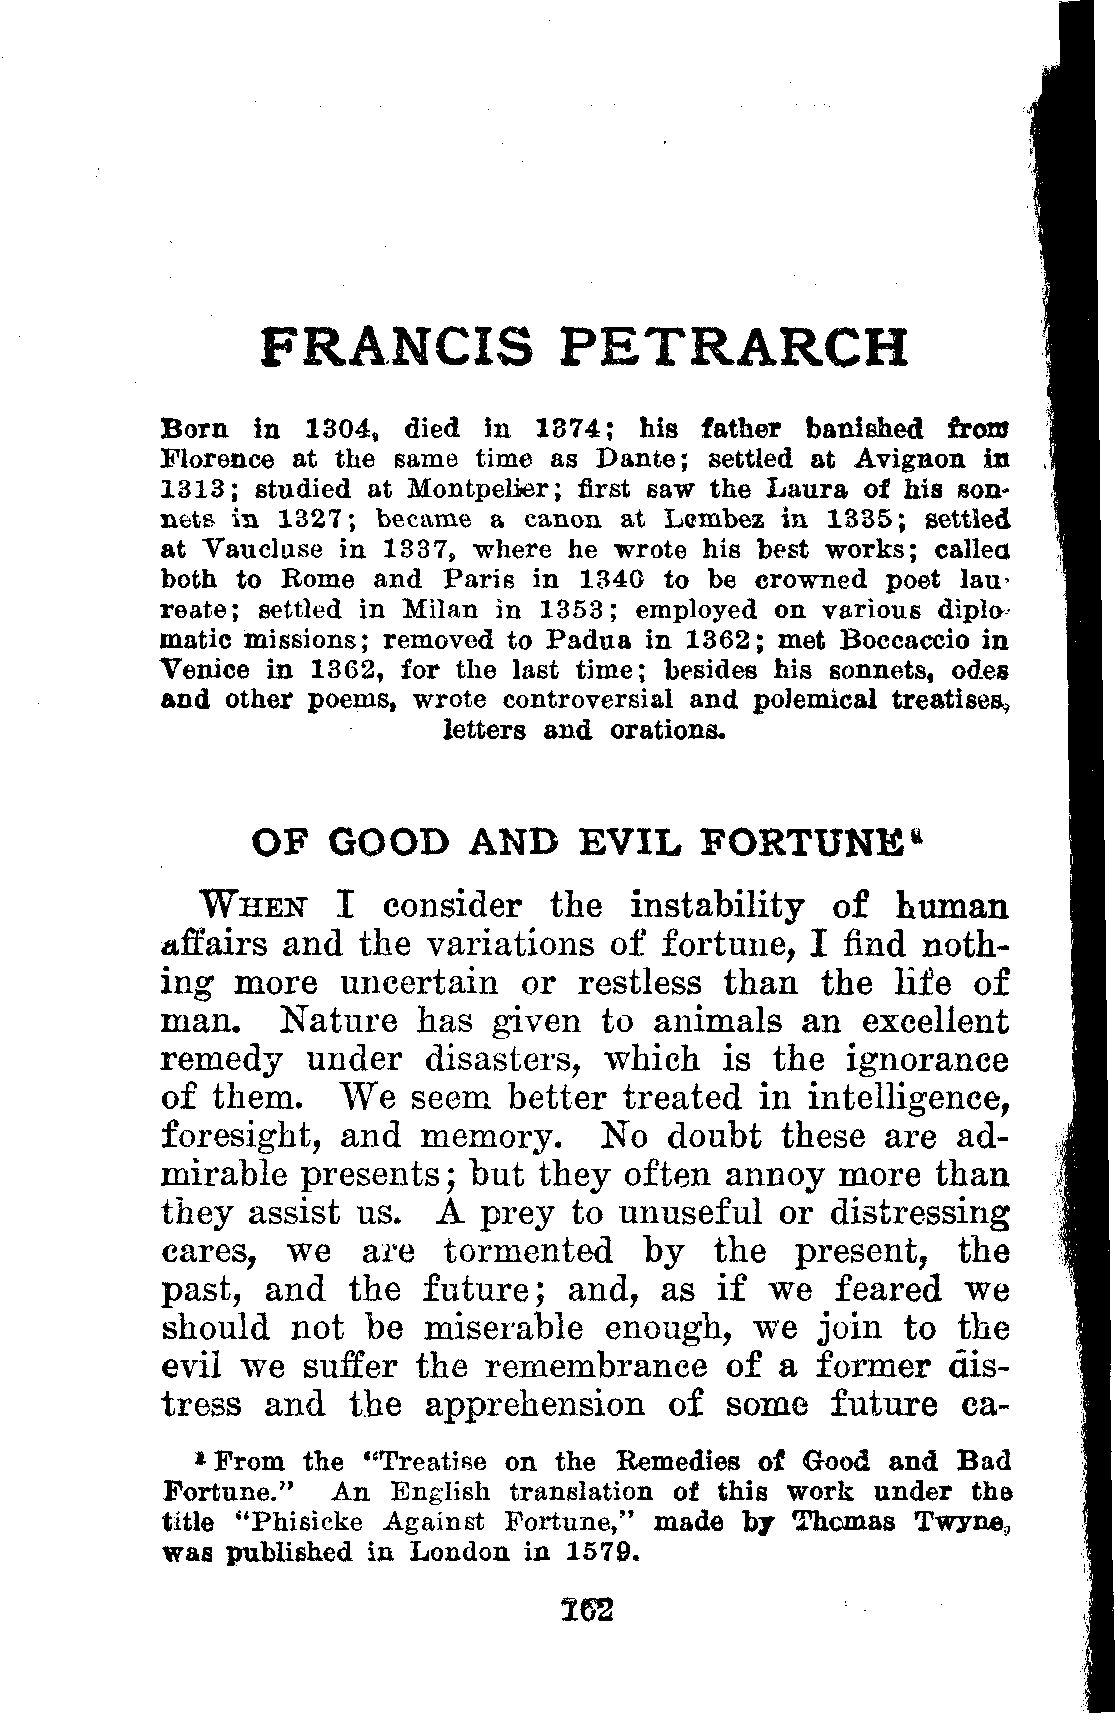 FRANCIS PETRARCH
Born in 1304, died in 1374; his father banished from
Florence at the same time as Dante; settled at Avignon in
1313; studied at Montpelier; first saw the Laura of his son-
nets in 1327; became a canon at Lombez in 1335; settled
at Vaucluse in 1337, where he wrote his best works; called
both to Rome and Paris in 1340 to be crowned poet lau-
reate; settled in Milan in 1353; employed on various diplo-
matic missions; removed to Padua in 1362; met Boccaccio in
Venice in 1362, for the last time; besides his sonnets, odes
and other poems, wrote controversial and polemical treatises,
letters and orations.
OF GOOD AND EVIL FORTUNE¹
WHEN I consider the instability of human
affairs and the variations of fortune, I find noth-
ing more uncertain or restless than the life of
man. Nature has given to animals an excellent
remedy under disasters, which is the ignorance
of them. We seem better treated in intelligence,
foresight, and memory. No doubt these are ad-
mirable presents; but they often annoy more than
they assist us. A prey to unuseful or distressing
cares, we are tormented by the present, the
past, and the future; and, as if we feared we
should not be miserable enough, we join to the
evil we suffer the remembrance of a former dis-
tress and the apprehension of some future ca-
¹ From the "Treatise on the Remedies of Good and Bad
Fortune." An English translation of this work under the
title "Phisicke Against Fortune," made by Thomas Twyne,
was published in London in 1579.
162